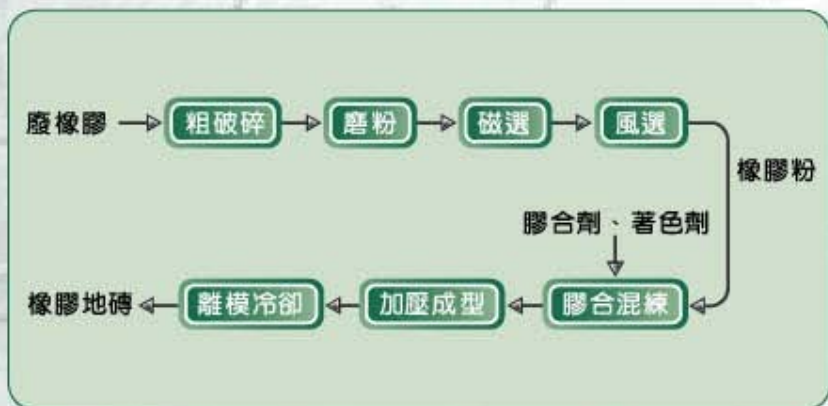 廢橡膠
粗破碎
磨粉
磁選
風選
橡膠粉
膠合劑、著色劑
膠合混練
加壓成型
離模冷卻
橡膠地磚